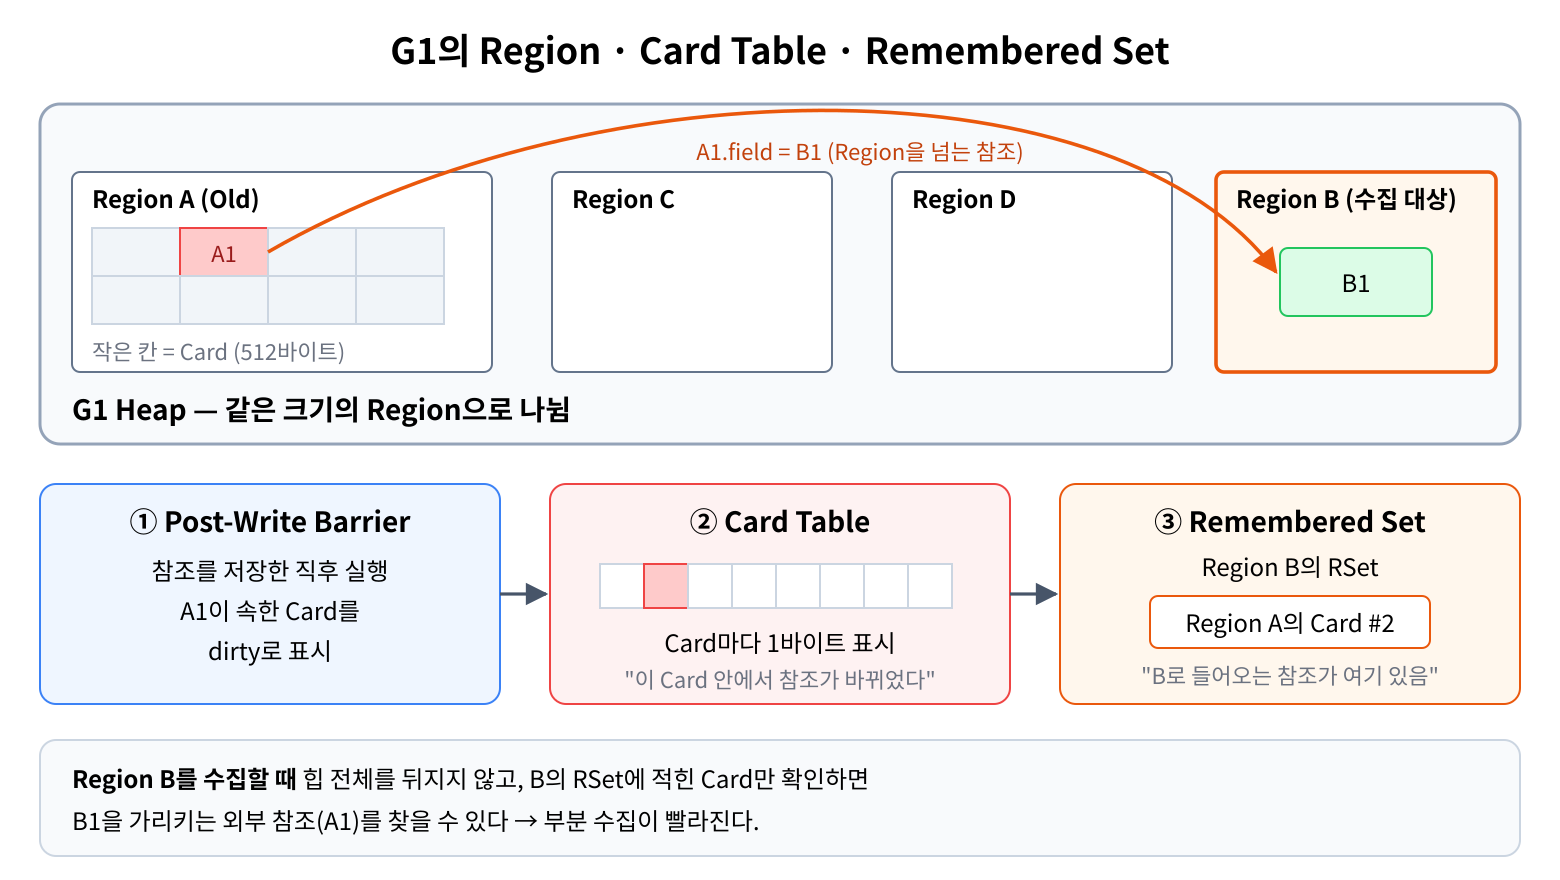 G1의 Region · Card Table · Remembered Set
A1.field = B1 (Region을 넘는 참조)
Region A (Old)
A1
작은 칸 = Card (512바이트)
Region C
Region D
Region B (수집 대상)
B1
G1 Heap — 같은 크기의 Region으로 나뉨
① Post-Write Barrier
참조를 저장한 직후 실행
A1이 속한 Card를
dirty로 표시
② Card Table
Card마다 1바이트 표시
"이 Card 안에서 참조가 바뀌었다"
③ Remembered Set
Region B의 RSet
Region A의 Card #2
"B로 들어오는 참조가 여기 있음"
Region B를 수집할 때 힙 전체를 뒤지지 않고, B의 RSet에 적힌 Card만 확인하면
B1을 가리키는 외부 참조(A1)를 찾을 수 있다 → 부분 수집이 빨라진다.